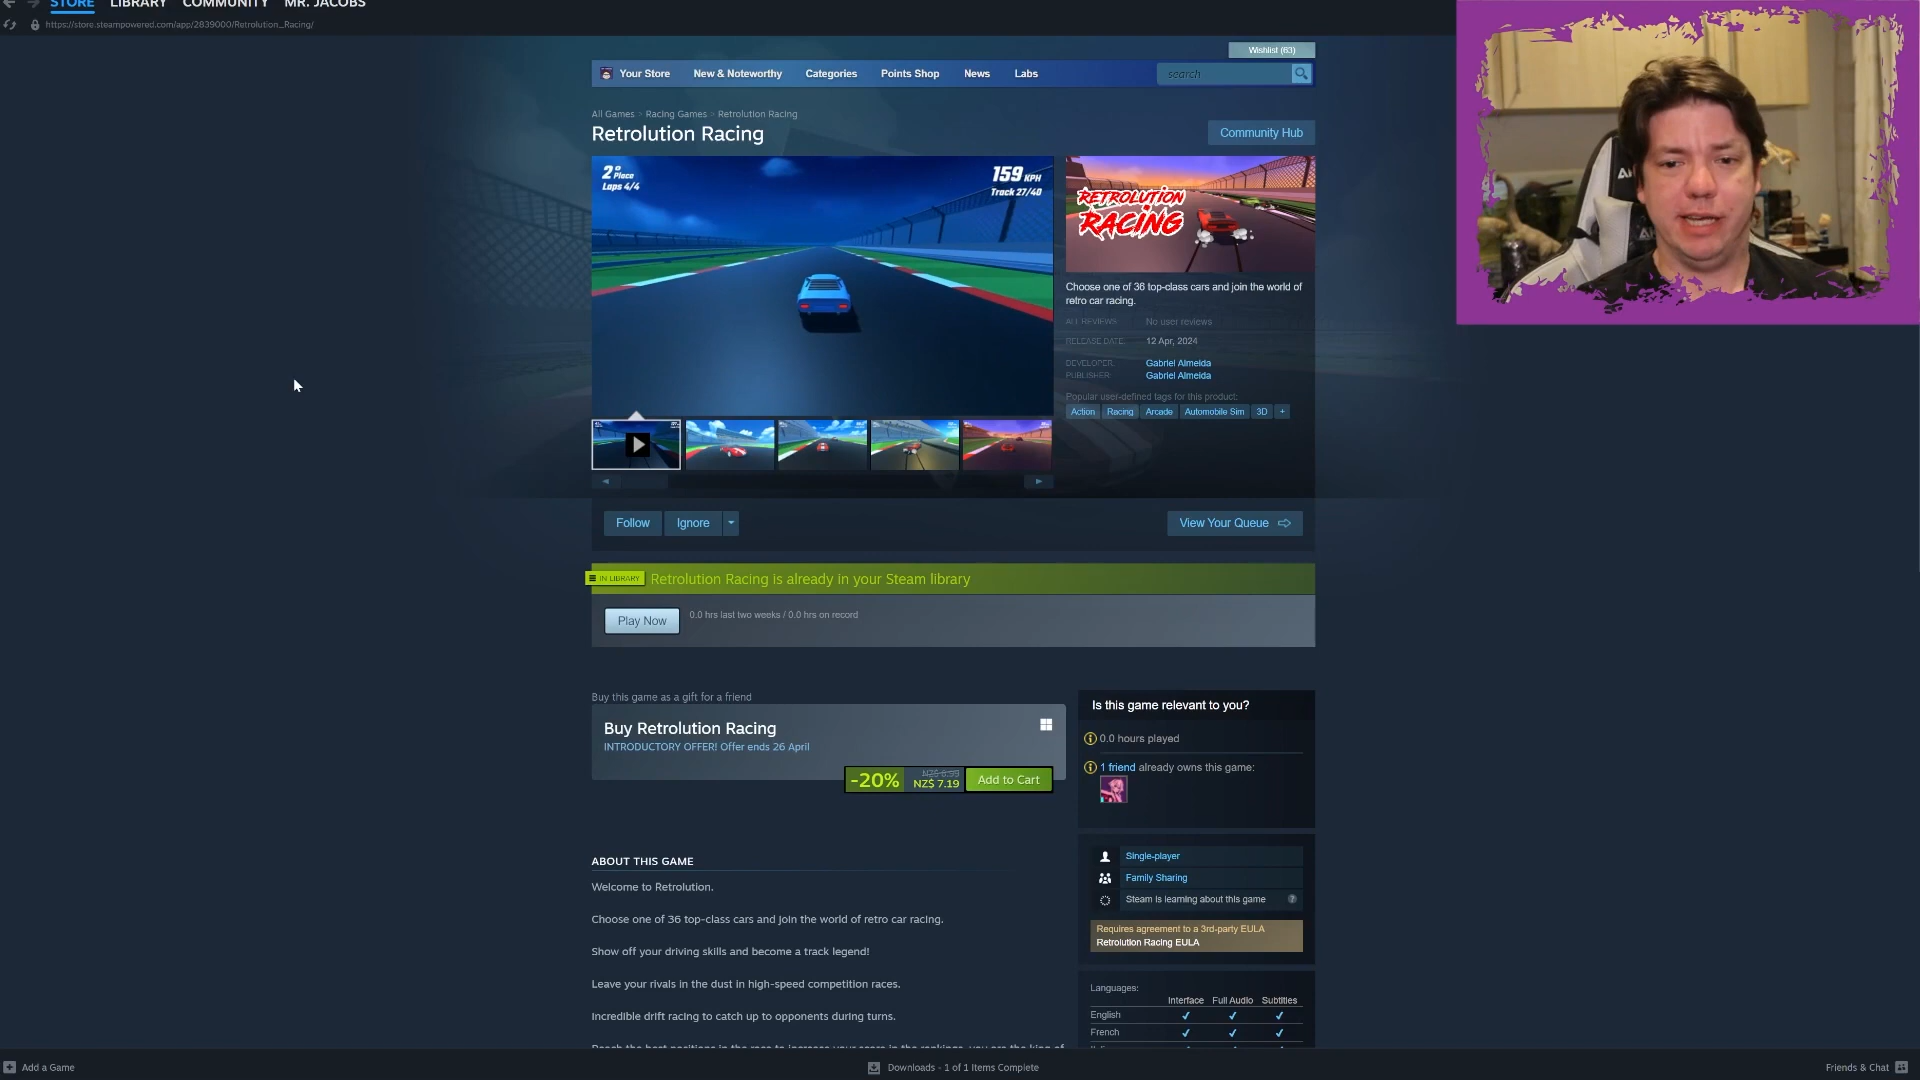 STORE LIBRARY COMMUNITY MR. JACOBS
https://store.steampowered.com/app/2839000/Retrolution_Racing/
Wishlist (63)
Your Store New & Noteworthy Categories Points Shop News Labs search
All Games > Racing Games > Retrolution Racing
Retrolution Racing
Community Hub
2º Place
Laps 4/4
159 KPH
Track 27/40
RETROLUTION
RACING
Choose one of 36 top-class cars and join the world of
retro car racing.
ALL REVIEWS: No user reviews
RELEASE DATE: 12 Apr, 2024
DEVELOPER: Gabriel Almeida
PUBLISHER: Gabriel Almeida
Popular user-defined tags for this product:
Action Racing Arcade Automobile Sim 3D +
Follow Ignore
View Your Queue
IN LIBRARY Retrolution Racing is already in your Steam library
Play Now 0.0 hrs last two weeks / 0.0 hrs on record
Buy this game as a gift for a friend
Buy Retrolution Racing
INTRODUCTORY OFFER! Offer ends 26 April
-20% NZ$ 8.99 NZ$ 7.19 Add to Cart
Is this game relevant to you?
0.0 hours played
1 friend already owns this game:
Single-player
Family Sharing
Steam is learning about this game ?
Requires agreement to a 3rd-party EULA
Retrolution Racing EULA
Languages:
Interface Full Audio Subtitles
English ✔ ✔ ✔
French ✔ ✔ ✔
ABOUT THIS GAME
Welcome to Retrolution.
Choose one of 36 top-class cars and join the world of retro car racing.
Show off your driving skills and become a track legend!
Leave your rivals in the dust in high-speed competition races.
Incredible drift racing to catch up to opponents during turns.
Add a Game
Downloads - 1 of 1 Items Complete
Friends & Chat